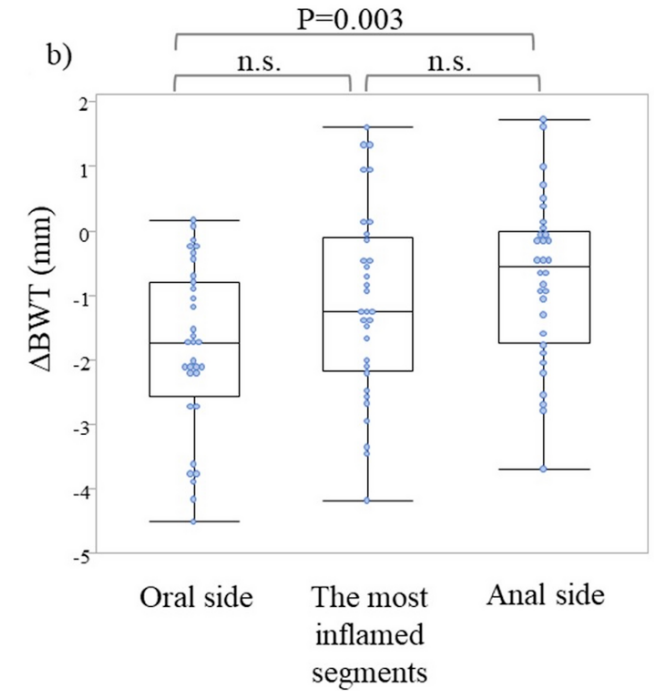 P=0.003
b)
n.s.
n.s.
2
1
0
-1
-2
-3
-4
-5
ΔBWT (mm)
Oral side
The most
inflamed
segments
Anal side